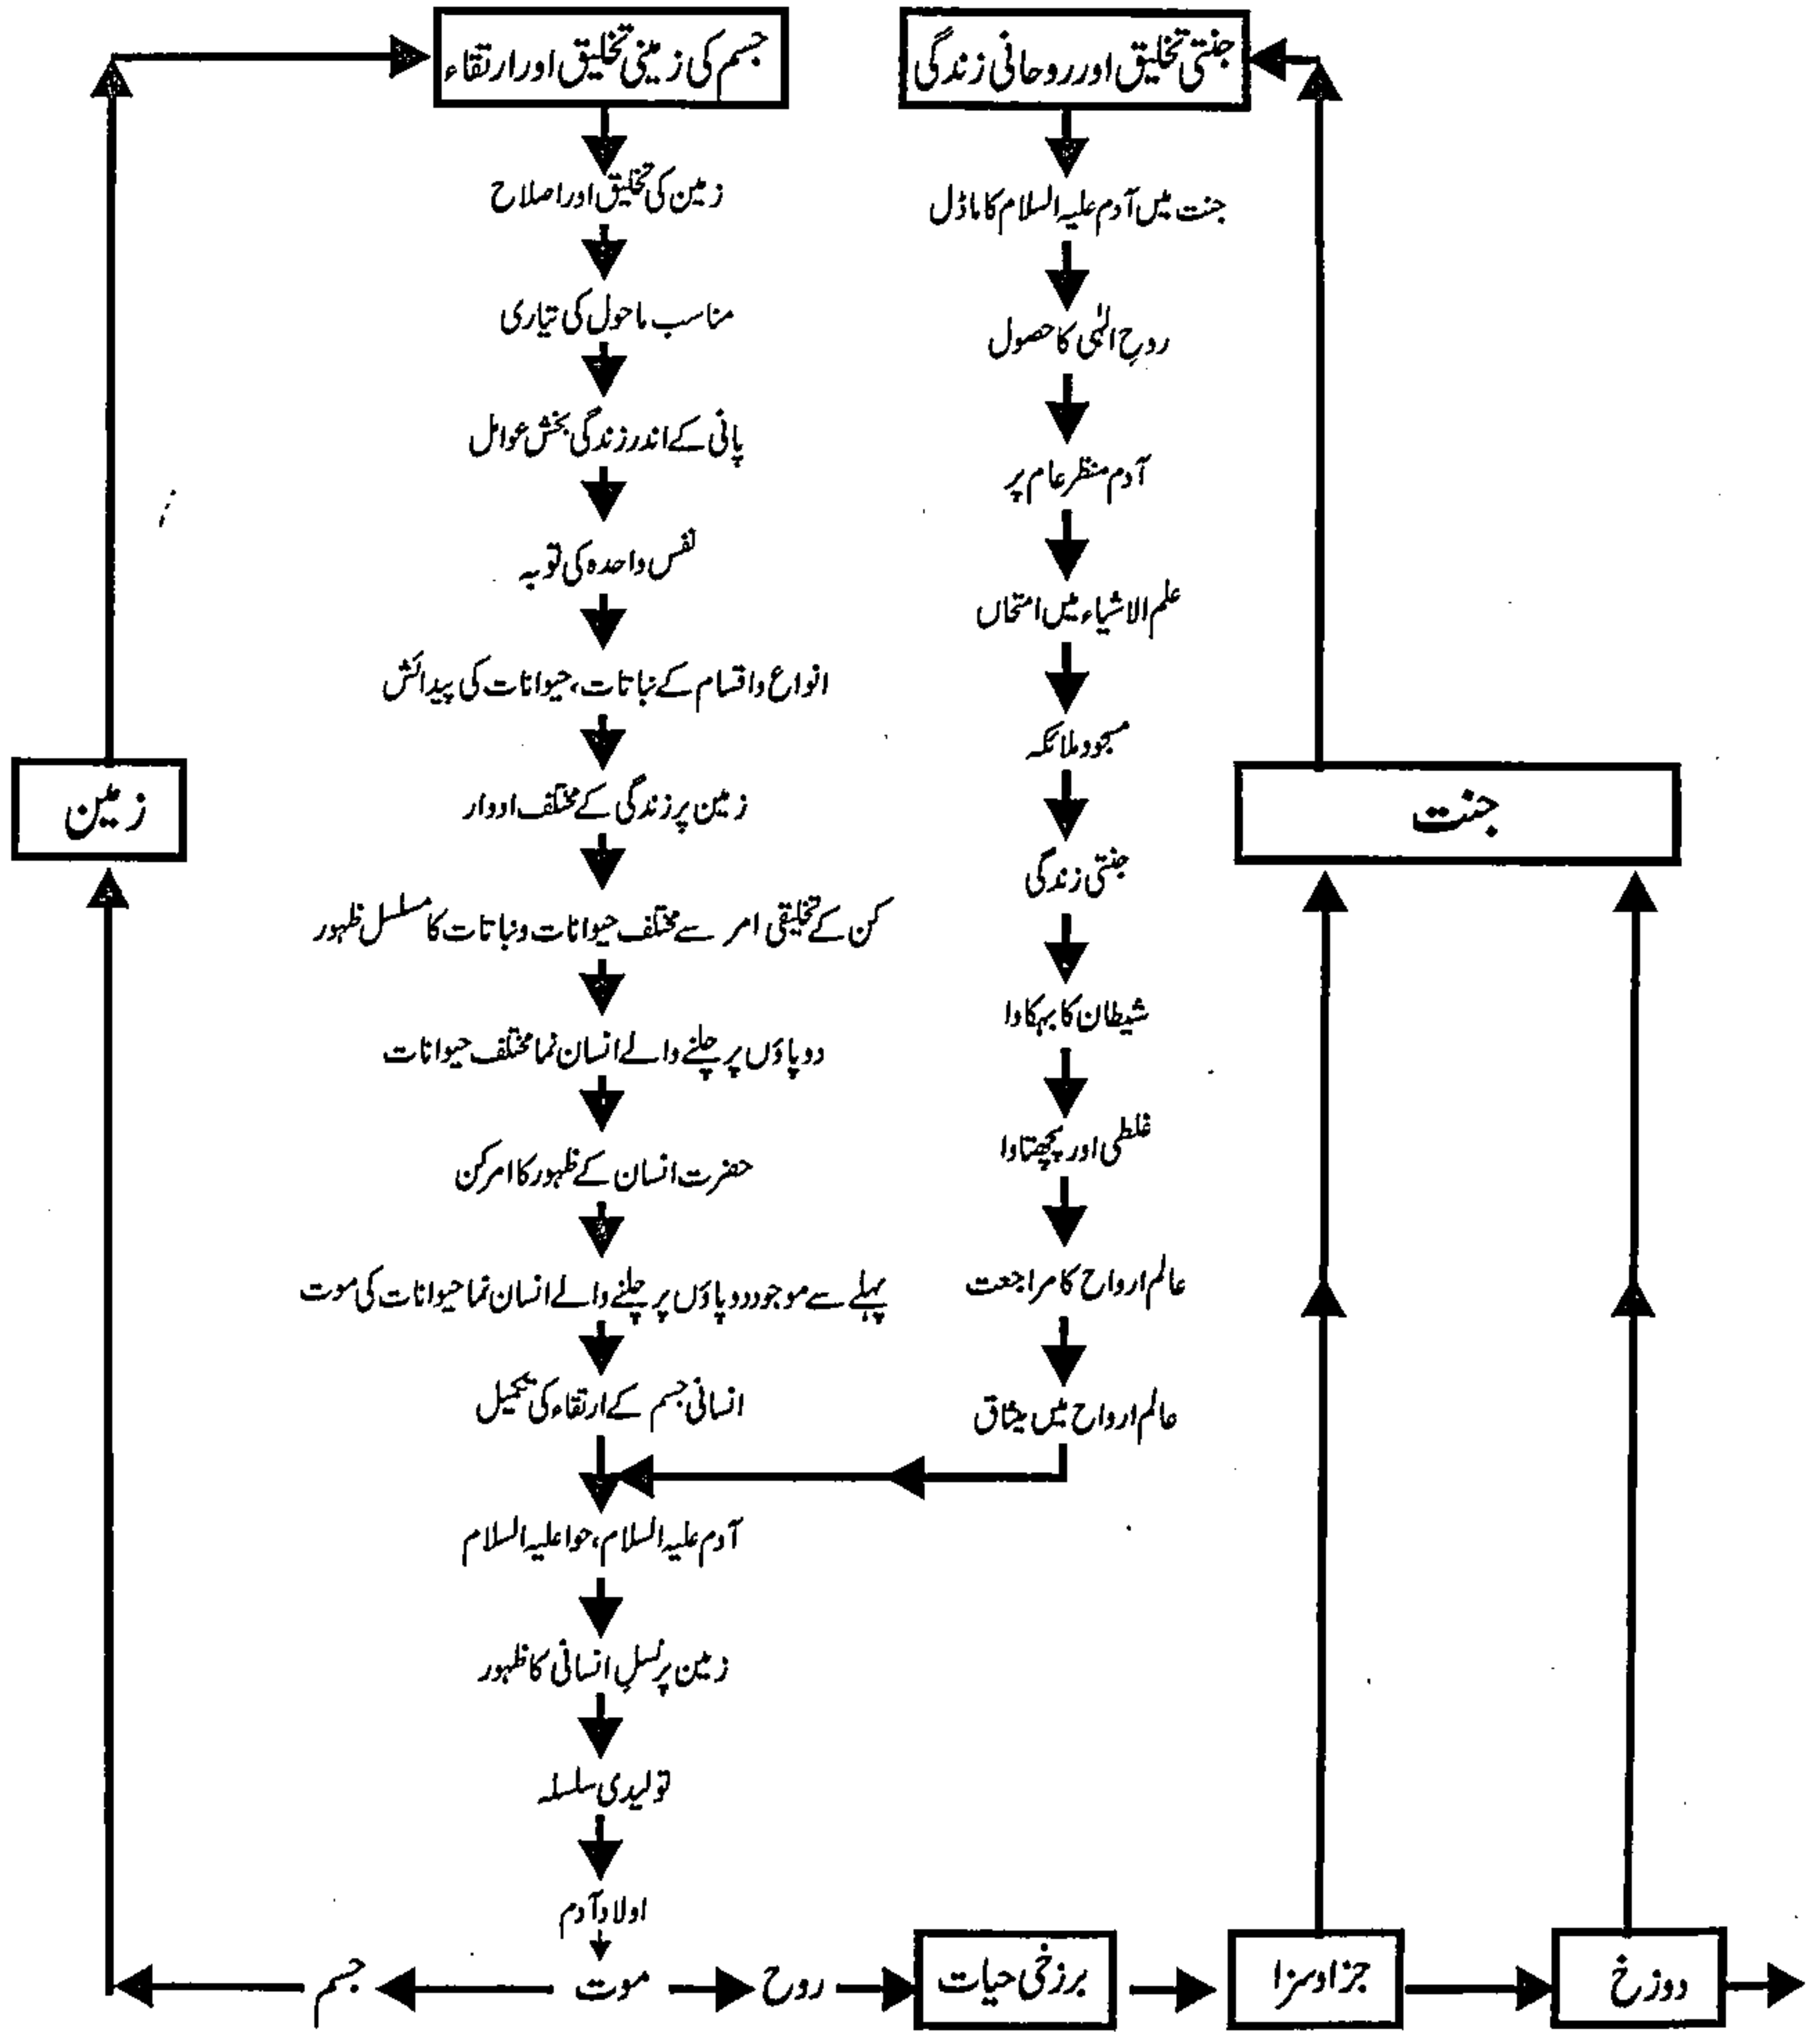 جنتی تخلیق اور روحانی زندگی
جنت میں آدم علیہ السلام کا ماڈل
روحِ الٰہی کا حصول
آدم منظر عام پر
علم الاشیاء میں امتحاں
مسجود ملائکہ
جنتی زندگی
شیطان کا بہکاوا
غلطی اور پچھتاوا
عالم ارواح کا مراجعت
عالم ارواح میں میثاق
جسم کی زمینی تخلیق اور ارتقاء
زمین کی تخلیق اور اصلاح
مناسب ماحول کی تیاری
پانی کے اندر زندگی بخش عوامل
نفس واحدہ کی توبہ
انواع و اقسام کے نباتات، حیوانات کی پیدائش
زمین پر زندگی کے مختلف ادوار
کن کے تخلیقی امر سے مختلف حیوانات و نباتات کا مسلسل ظہور
دو پاؤں پر چلنے والے انسان نما مختلف حیوانات
حضرت انسان کے ظہور کا امر کن
پہلے سے موجود دو پاؤں پر چلنے والے انسان نما حیوانات کی موت
انسانی جسم کے ارتقاء کی تکمیل
آدم علیہ السلام، حوا علیہ السلام
زمین پر نسلِ انسانی کا ظہور
تولیدی سلسلہ
اولادِ آدم
موت
روح
برزخی حیات
جزا و سزا
دوزخ
جنت
جسم
زمین